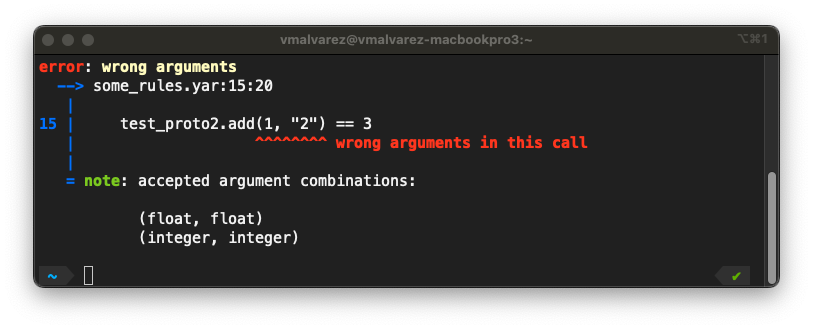 vmalvarez@vmalvarez-macbookpro3:~ ⌥⌘1
error: wrong arguments
--> some_rules.yar:15:20
|
15 | test_proto2.add(1, "2") == 3
| ^^^^^^^^ wrong arguments in this call
|
= note: accepted argument combinations:
(float, float)
(integer, integer)
~ ✔